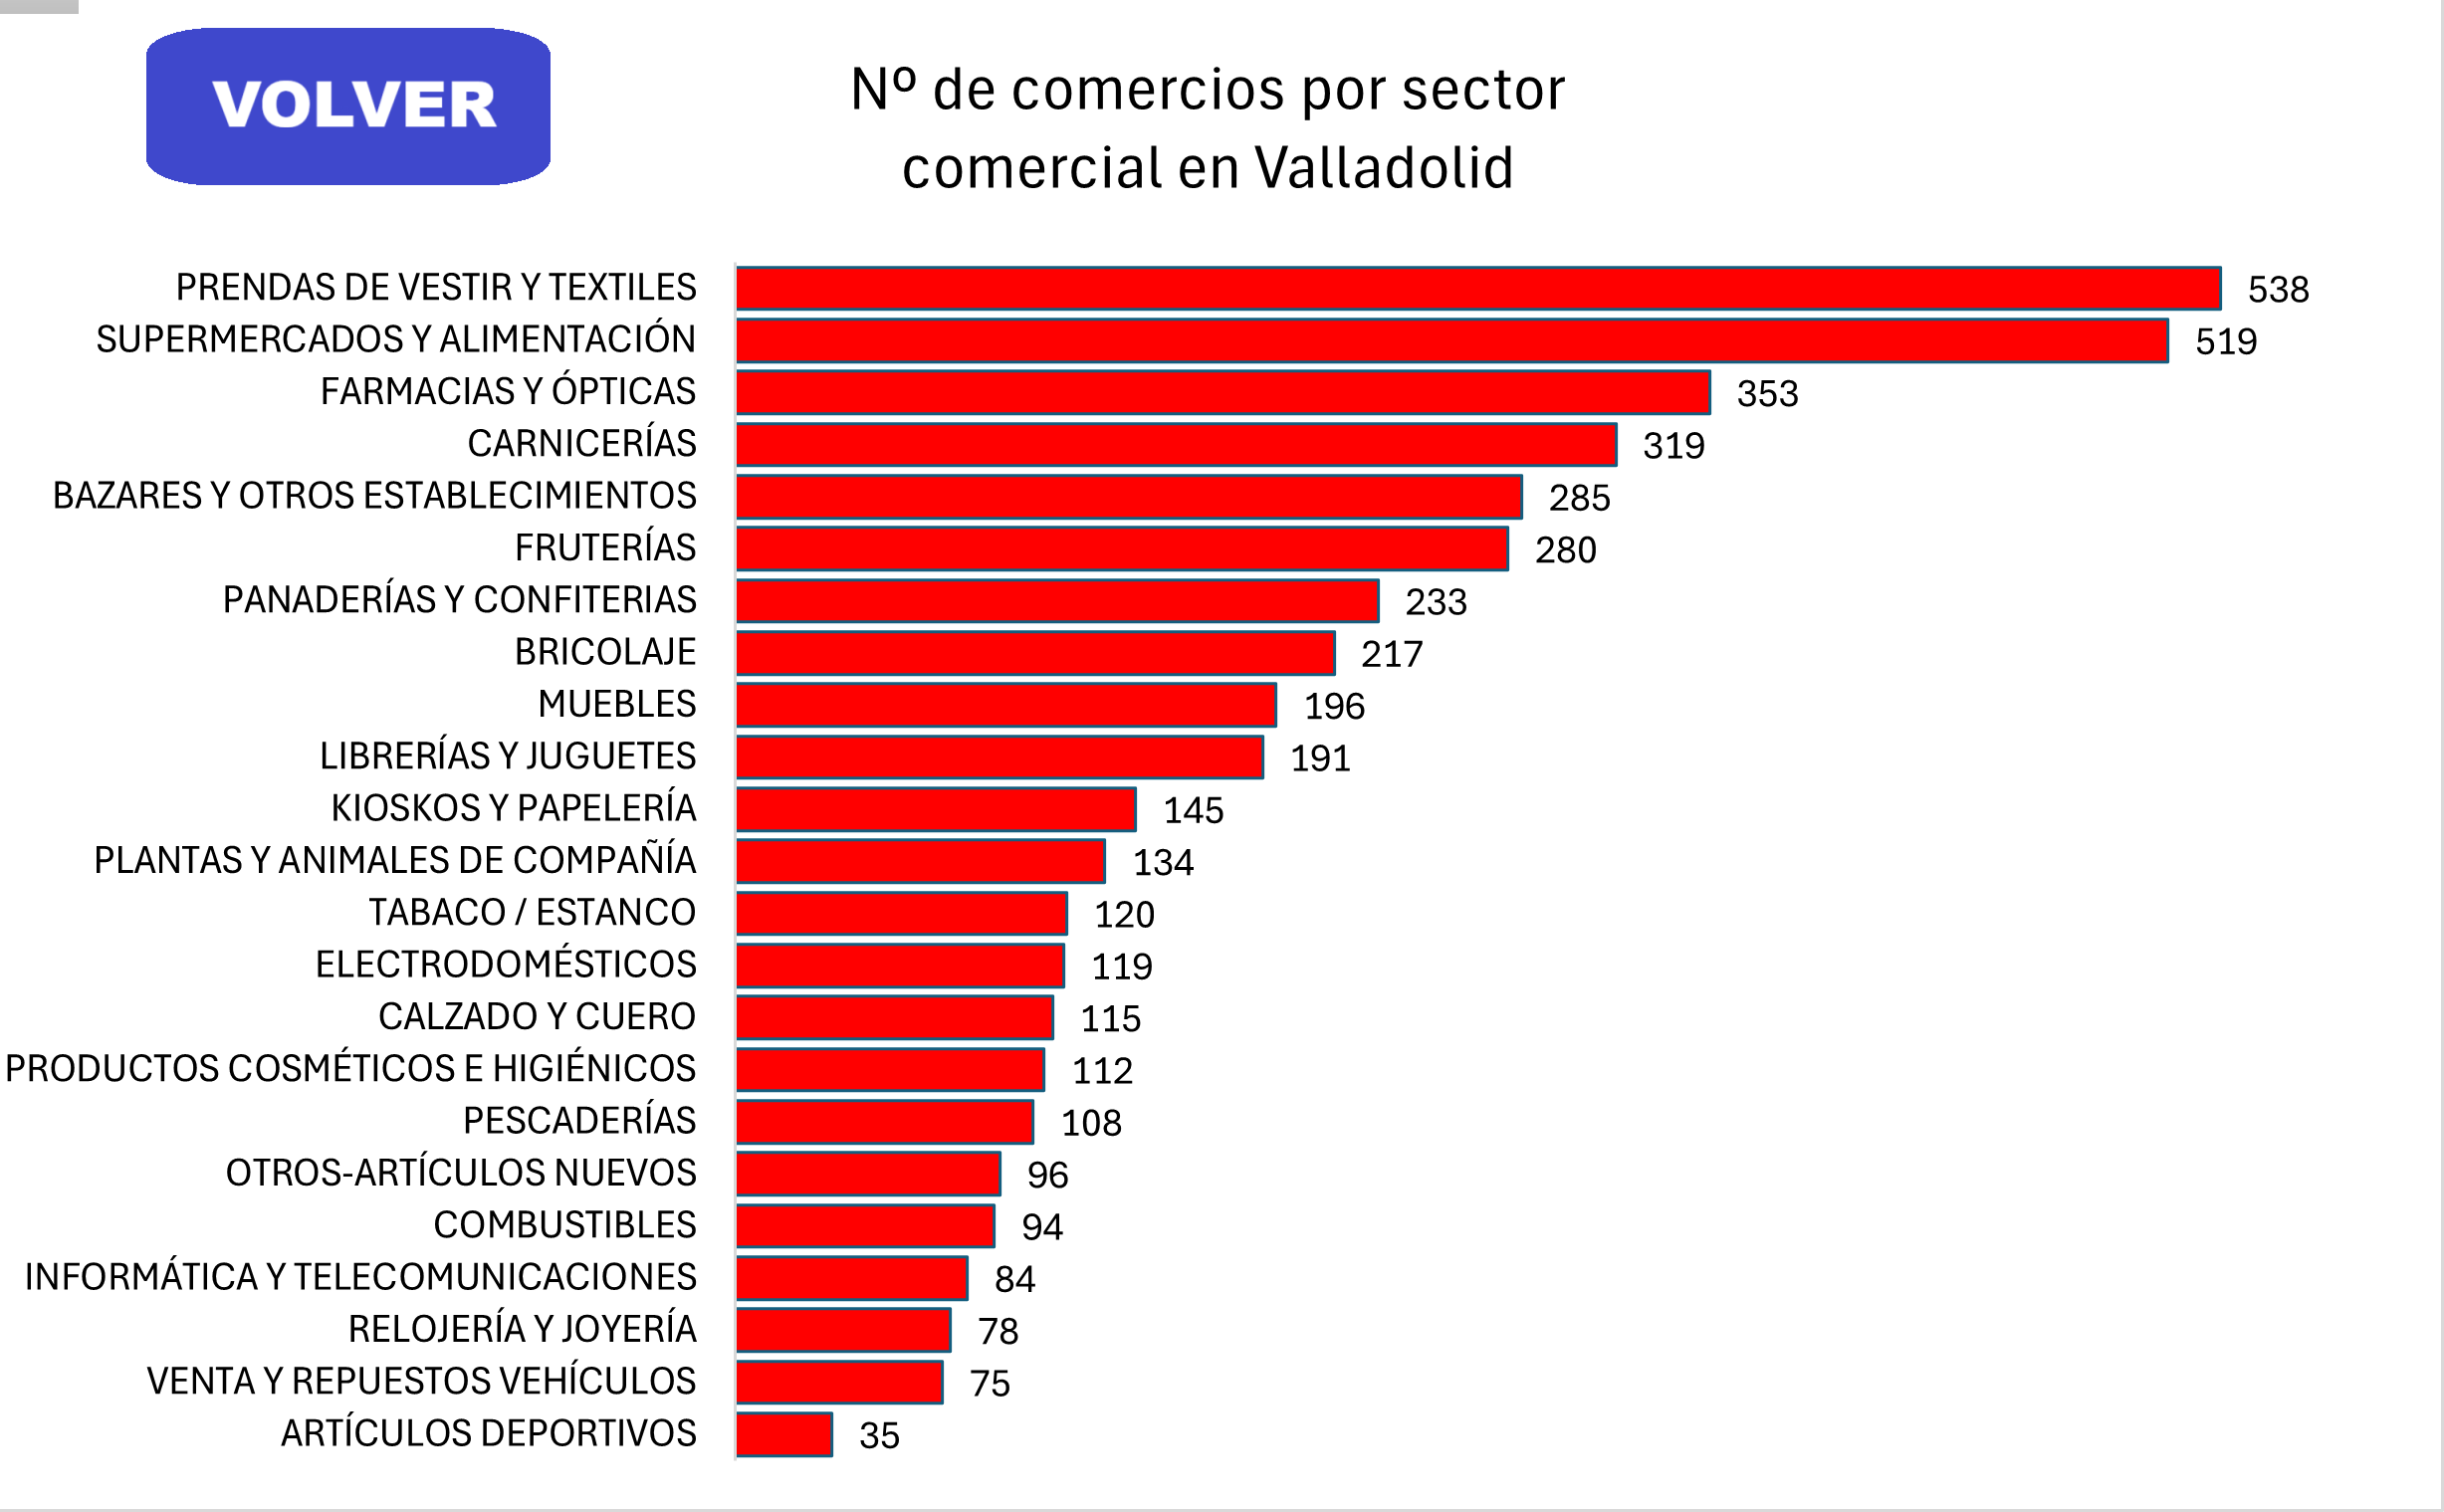 VOLVER
Nº de comercios por sector
comercial en Valladolid
PRENDAS DE VESTIR Y TEXTILES 538
SUPERMERCADOS Y ALIMENTACIÓN 519
FARMACIAS Y ÓPTICAS 353
CARNICERÍAS 319
BAZARES Y OTROS ESTABLECIMIENTOS 285
FRUTERÍAS 280
PANADERÍAS Y CONFITERIAS 233
BRICOLAJE 217
MUEBLES 196
LIBRERÍAS Y JUGUETES 191
KIOSKOS Y PAPELERÍA 145
PLANTAS Y ANIMALES DE COMPAÑÍA 134
TABACO / ESTANCO 120
ELECTRODOMÉSTICOS 119
CALZADO Y CUERO 115
PRODUCTOS COSMÉTICOS E HIGIÉNICOS 112
PESCADERÍAS 108
OTROS-ARTÍCULOS NUEVOS 96
COMBUSTIBLES 94
INFORMÁTICA Y TELECOMUNICACIONES 84
RELOJERÍA Y JOYERÍA 78
VENTA Y REPUESTOS VEHÍCULOS 75
ARTÍCULOS DEPORTIVOS 35